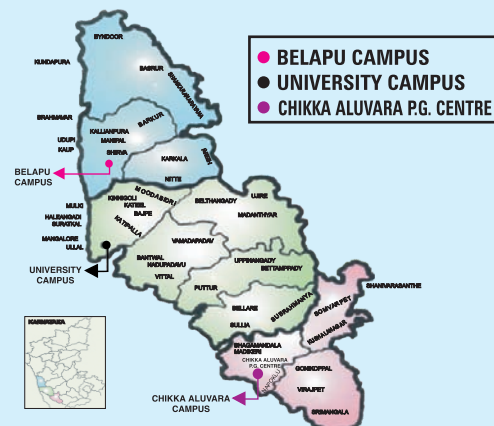 BYNDOOR
KUNDAPURA
BASRUR
SHANKARANARAYANA
BELAPU CAMPUS
UNIVERSITY CAMPUS
CHIKKA ALUVARA P.G. CENTRE
BRAHMAVAR
BARKUR
KALLIANPURA
MANIPAL
UDUPI
KAUP
SHIRVA
KARKALA
NITTE
BELAPU
CAMPUS
MOODABIDRI
KINNIGOLI
KATEEL
BAJPE
KATIPALLA
BELTHANGADY
UJIRE
MADANTHYAR
MULKI
HALEANGADI
SURATKAL
MANGALORE
ULLAL
VAMADAPADAV
UNIVERSITY
CAMPUS
BANTWAL
NADUPADAVU
VITTAL
UPPINANGADY
BETTAMPPADY
PUTTUR
SUBRAHMANYA
BELLARE
SULLIA
SHANIVARASANTHE
SOMVARPET
KUSHALNAGAR
BHAGAMANDALA
MADIKERI
CHIKKA ALUVARA
P.G. CENTRE
NAPOKLU
GONIKOPPAL
VIRAJPET
SRIMANGALA
CHIKKA ALUVARA
CAMPUS
KARNATAKA